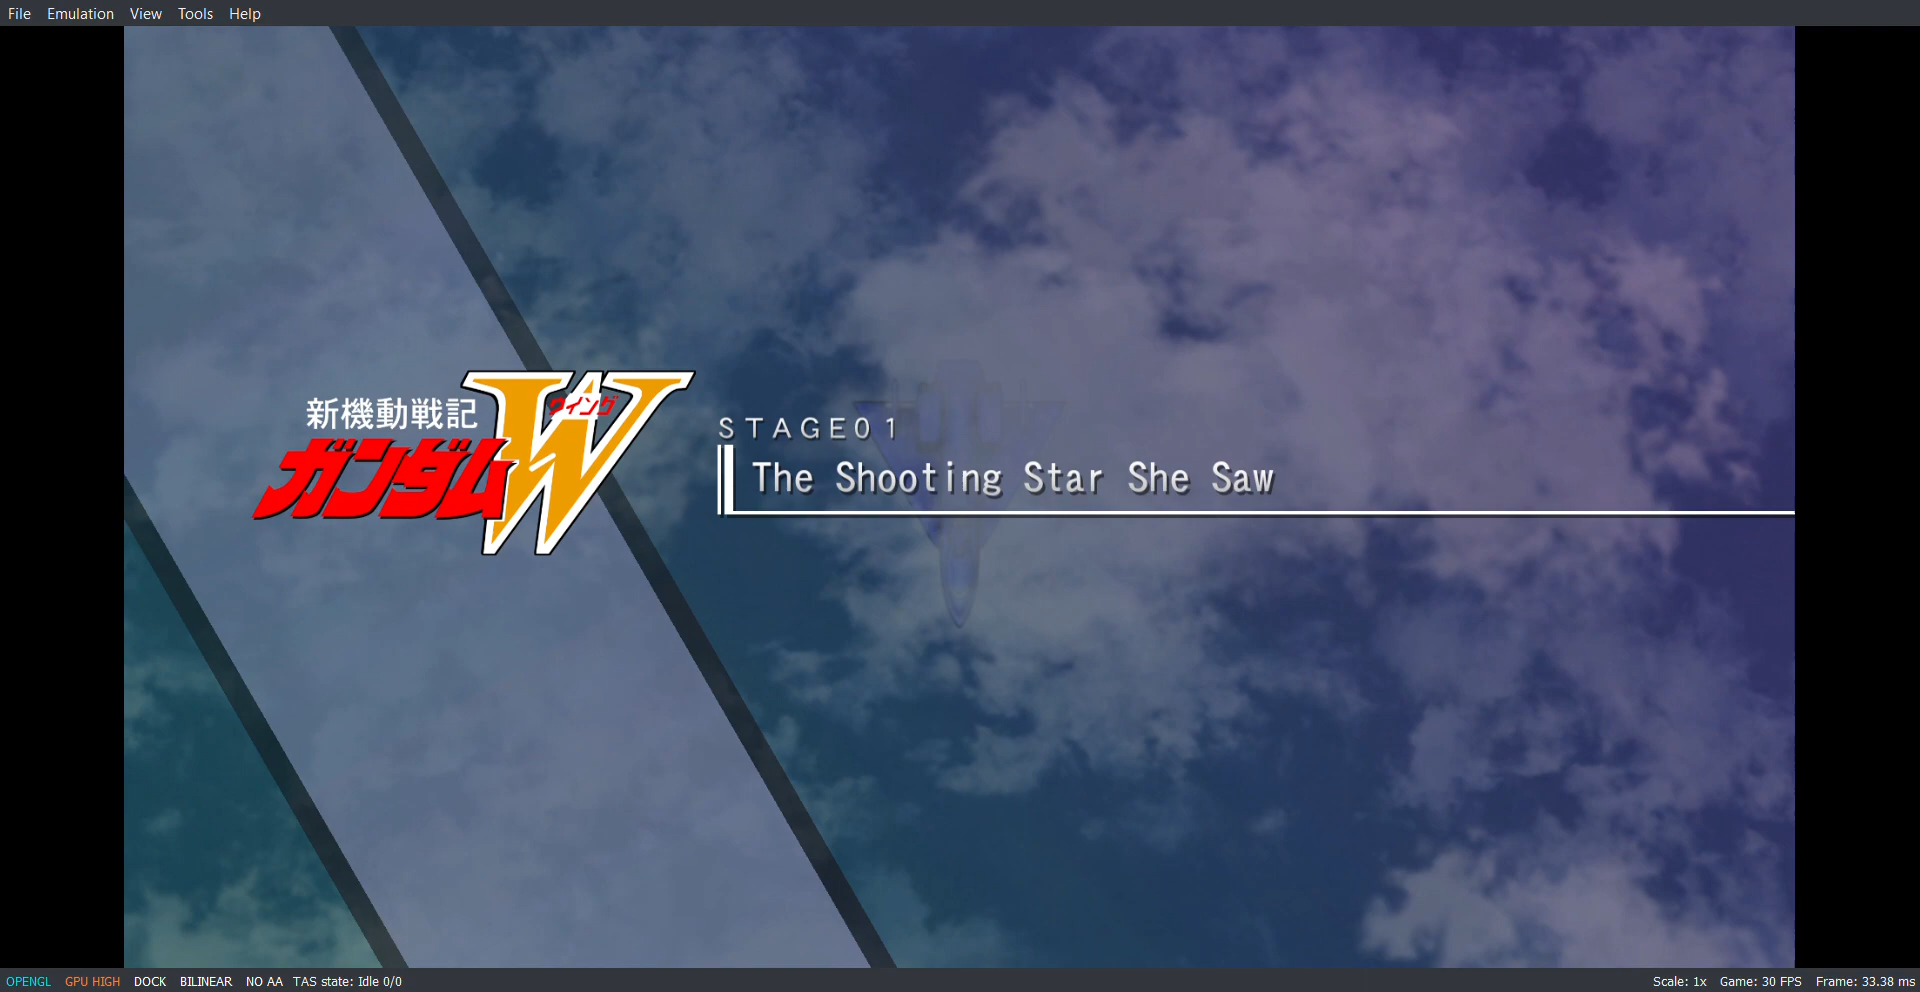 File Emulation View Tools Help
新機動戦記
ウイング
ガンダム
W
STAGE01
The Shooting Star She Saw
OPENGL GPU HIGH DOCK BILINEAR NO AA TAS state: Idle 0/0 Scale: 1x Game: 30 FPS Frame: 33.38 ms